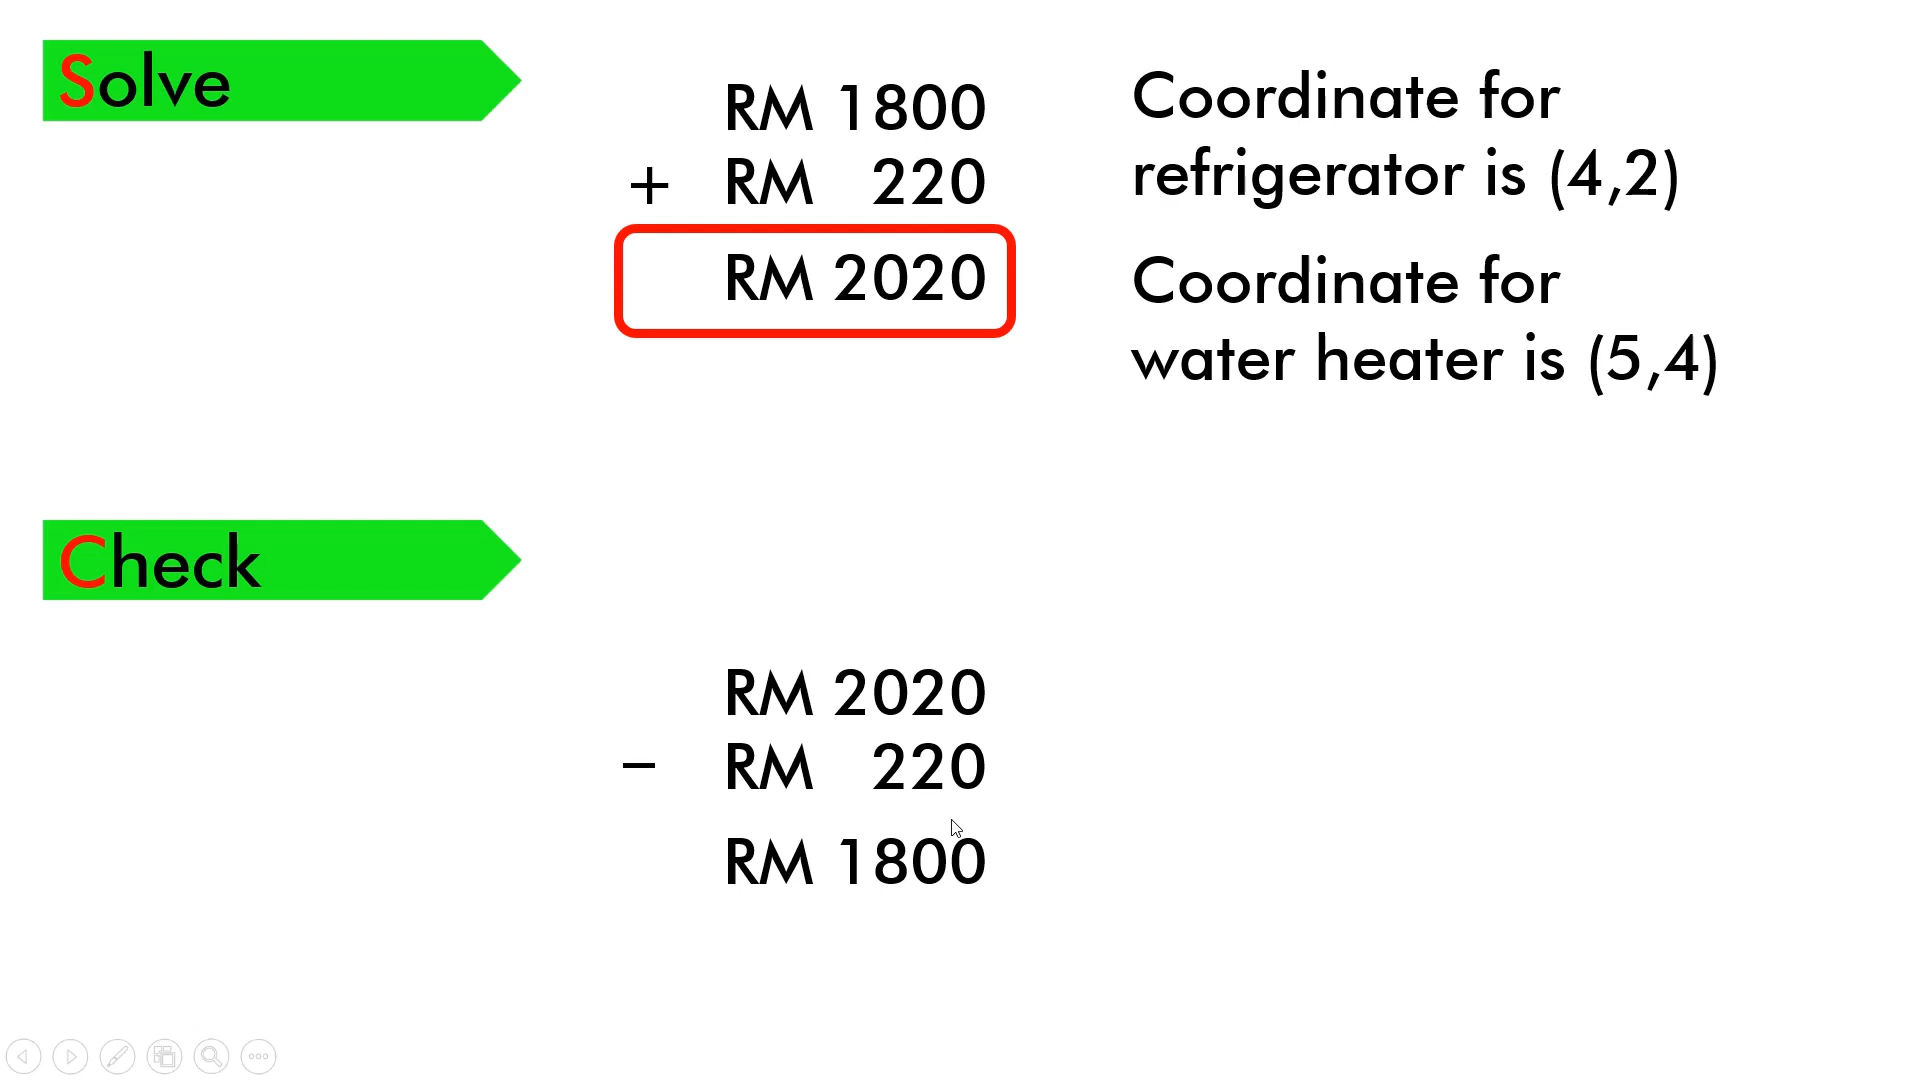 Solve
RM 1800
+ RM 220
RM 2020
Coordinate for
refrigerator is (4,2)
Coordinate for
water heater is (5,4)
Check
RM 2020
– RM 220
RM 1800